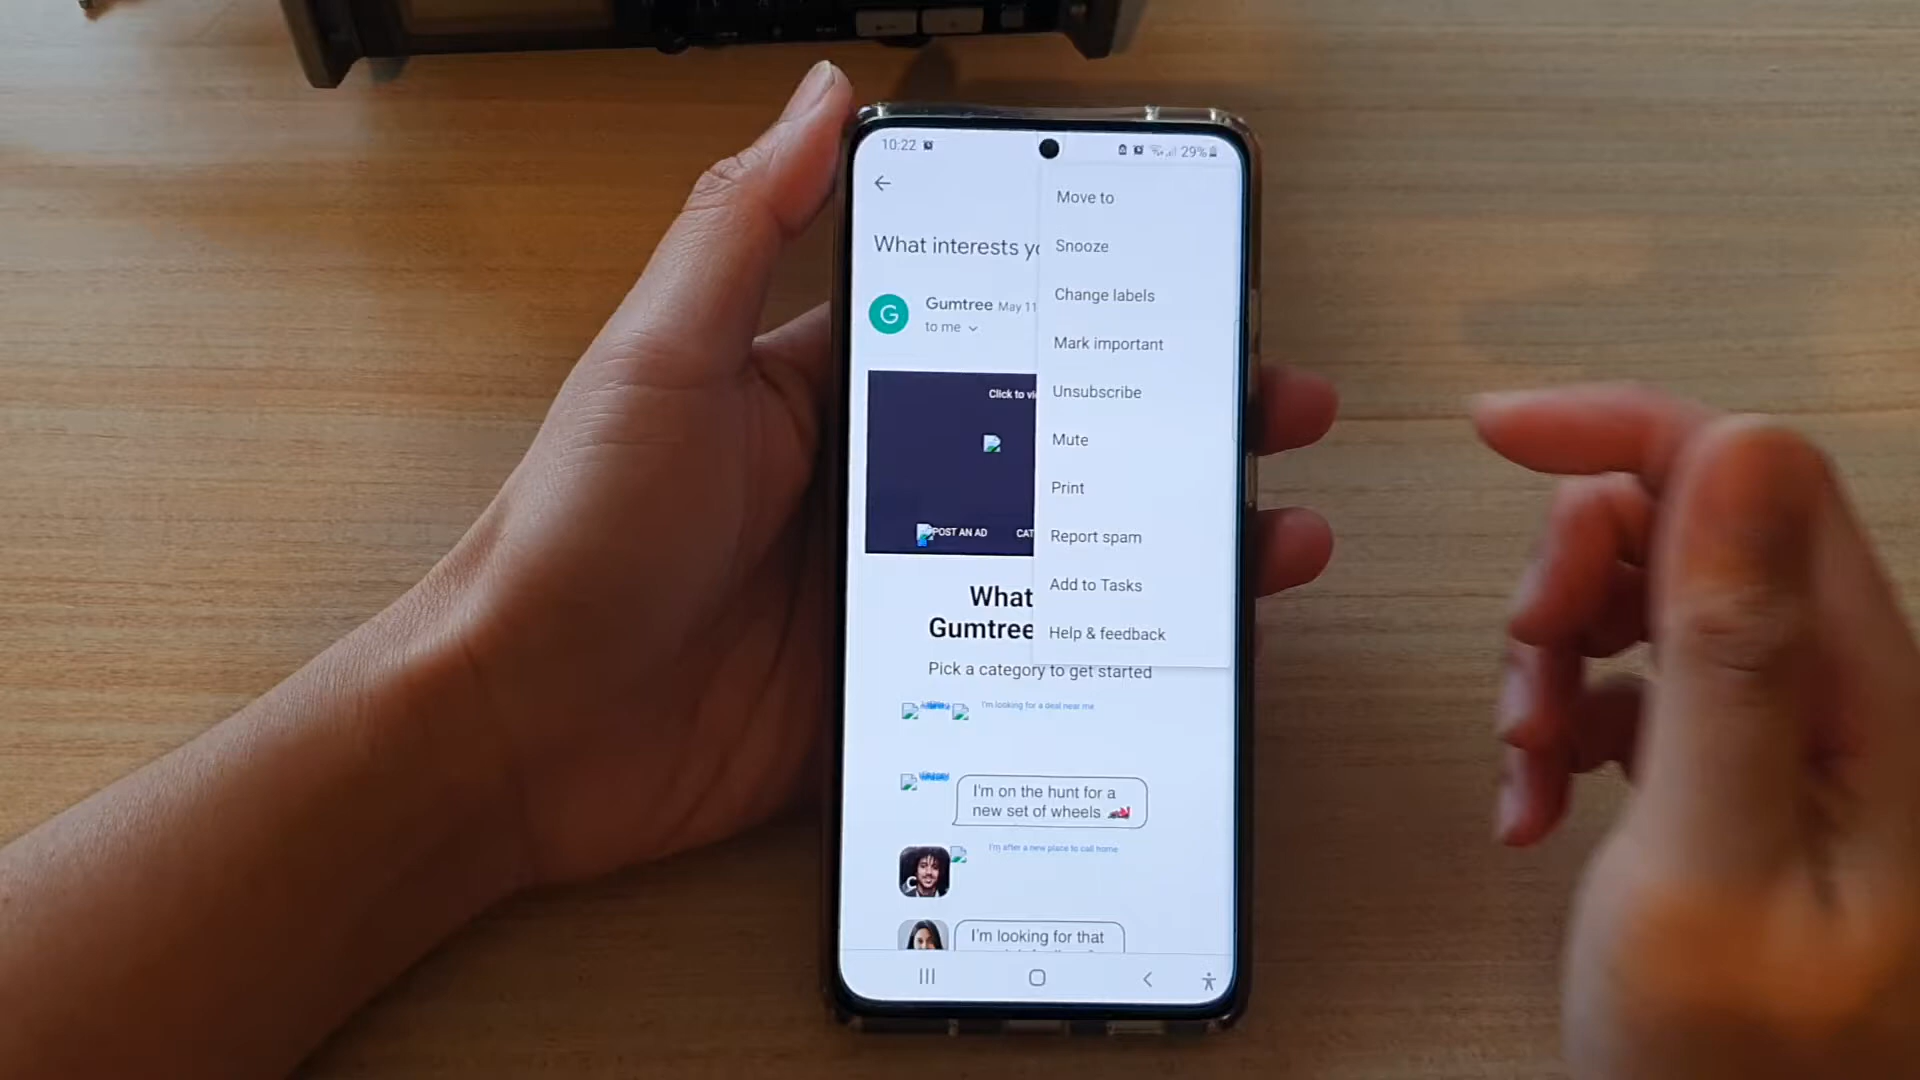 10:22
29%
Move to
What interests yo
Snooze
Change labels
G
Gumtree May 11
to me
Mark important
Click to vi
Unsubscribe
Mute
Print
POST AN AD
CAT
Report spam
Add to Tasks
What
Gumtree
Help & feedback
Pick a category to get started
I'm looking for a deal near me
I'm on the hunt for a
new set of wheels
I'm after a new place to call home
I'm looking for that